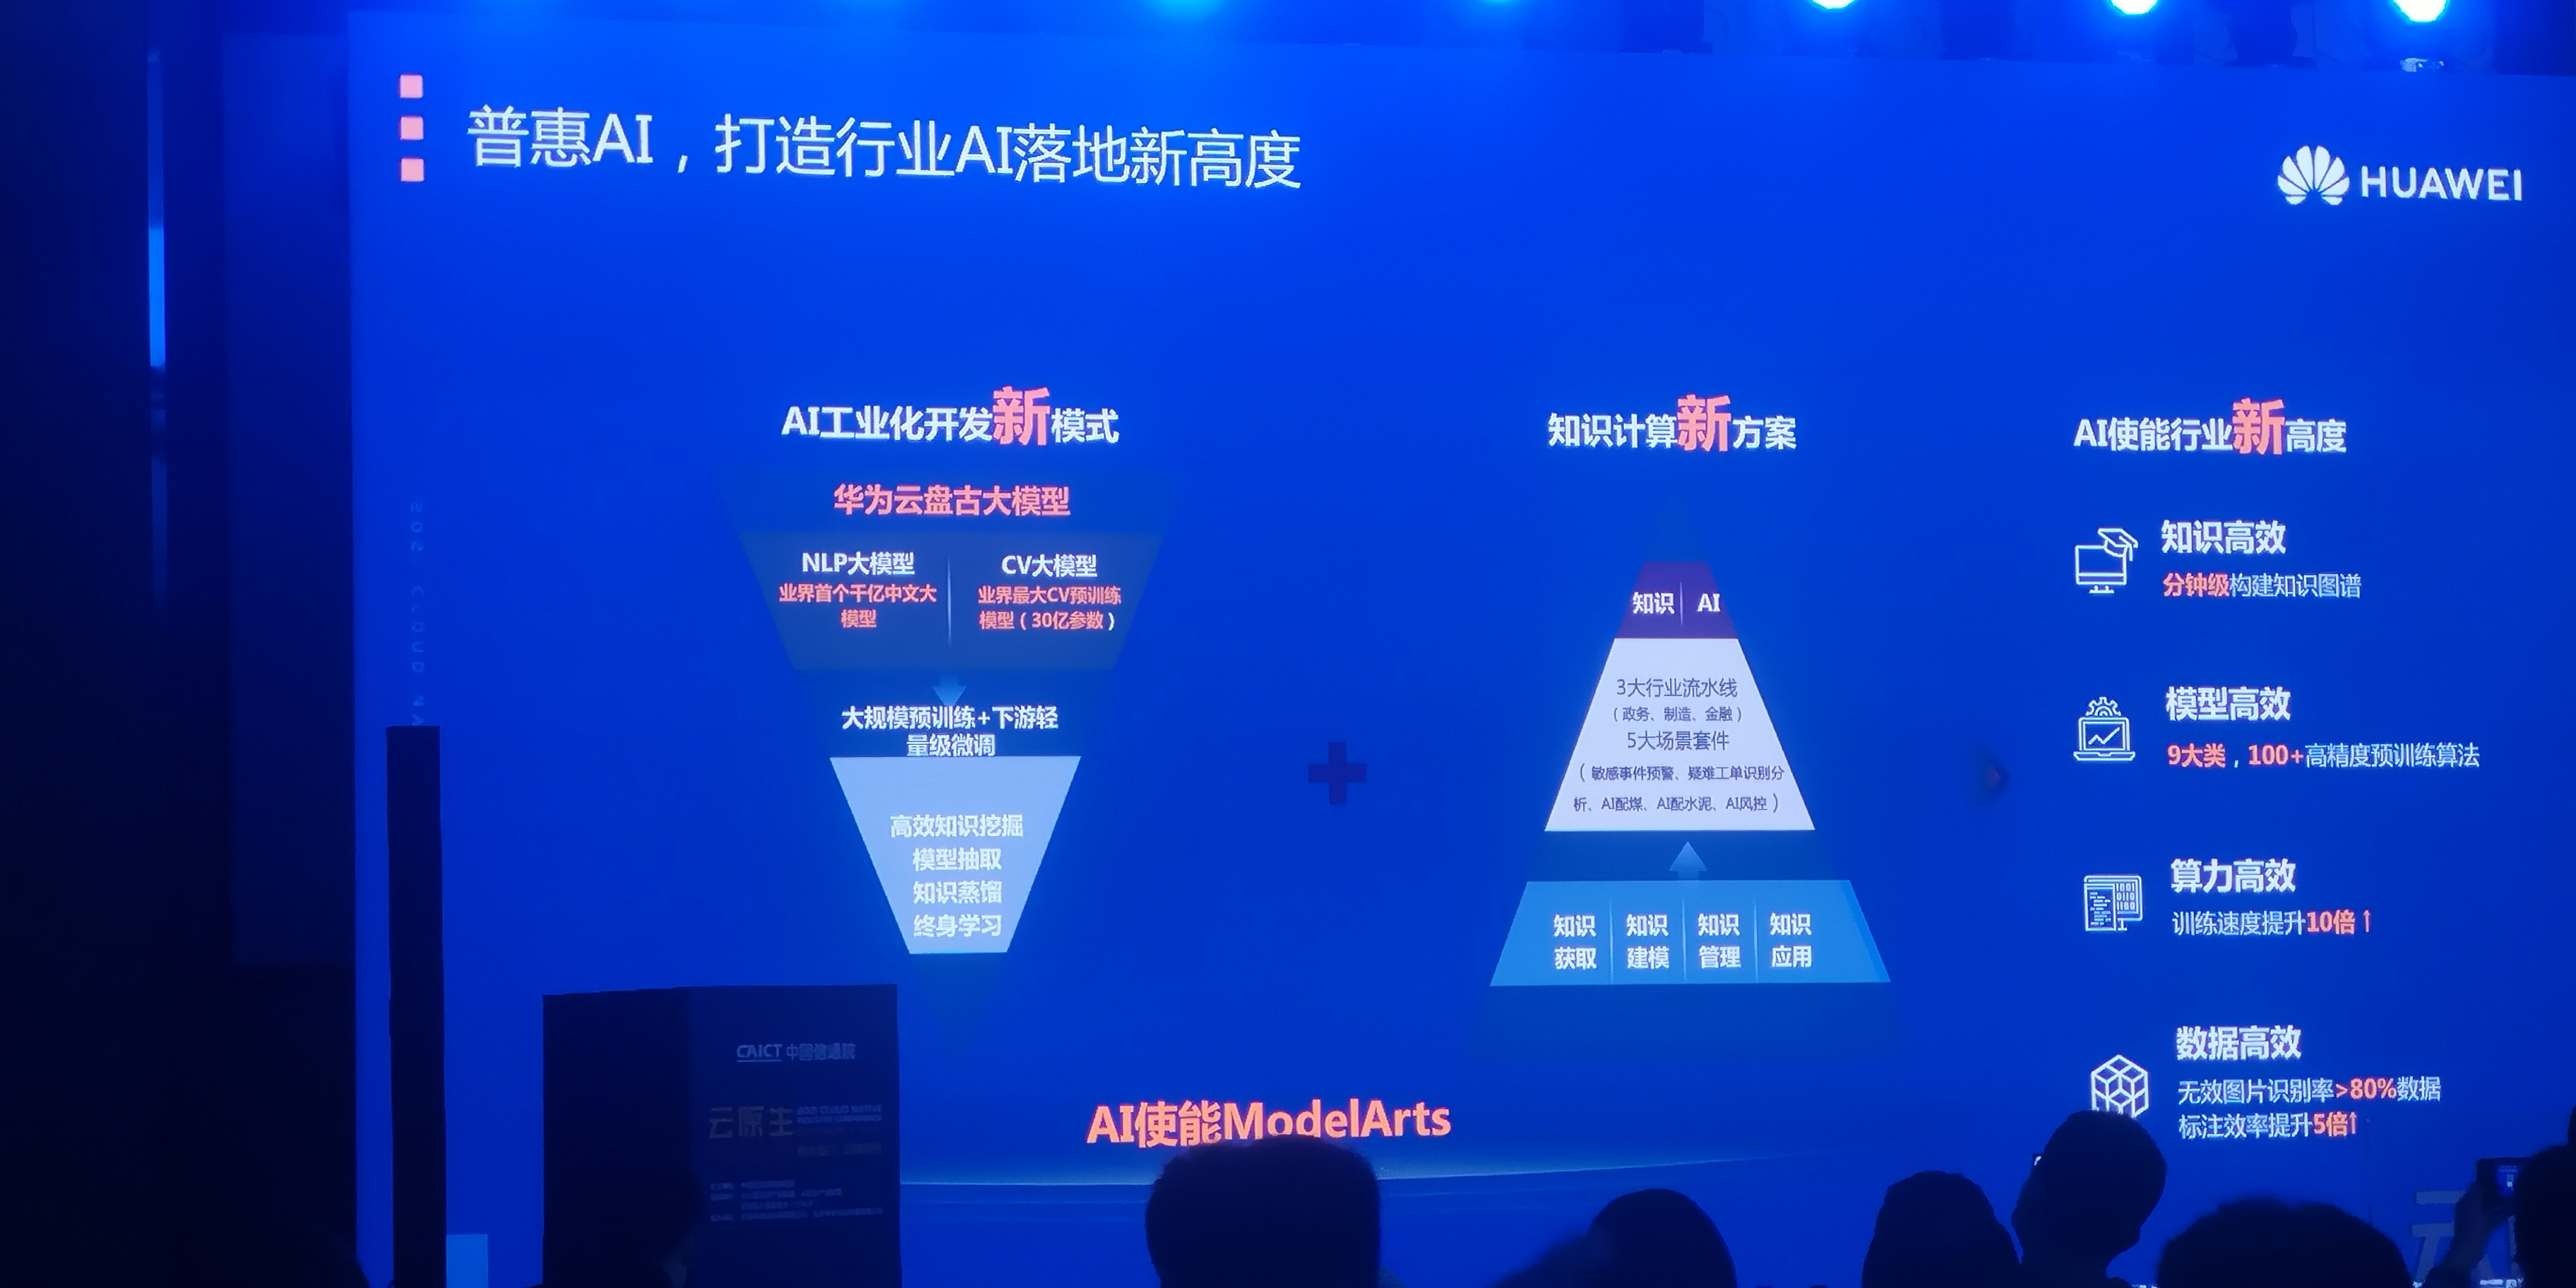 普惠AI，打造行业AI落地新高度
HUAWEI
AI工业化开发新模式
华为云盘古大模型
NLP大模型
业界首个千亿中文大
模型
CV大模型
业界最大CV预训练
模型（30亿参数）
大规模预训练+下游轻
量级微调
高效知识挖掘
模型抽取
知识蒸馏
终身学习
知识计算新方案
知识 AI
3大行业流水线
（政务、制造、金融）
5大场景套件
（敏感事件预警、疑难工单识别分
析、AI配煤、AI配水泥、AI风控）
知识
获取
知识
建模
知识
管理
知识
应用
AI使能行业新高度
知识高效
分钟级构建知识图谱
模型高效
9大类，100+高精度预训练算法
算力高效
训练速度提升10倍↑
数据高效
无效图片识别率>80%数据
标注效率提升5倍↑
AI使能ModelArts
CAICT 中国信通院
云原生